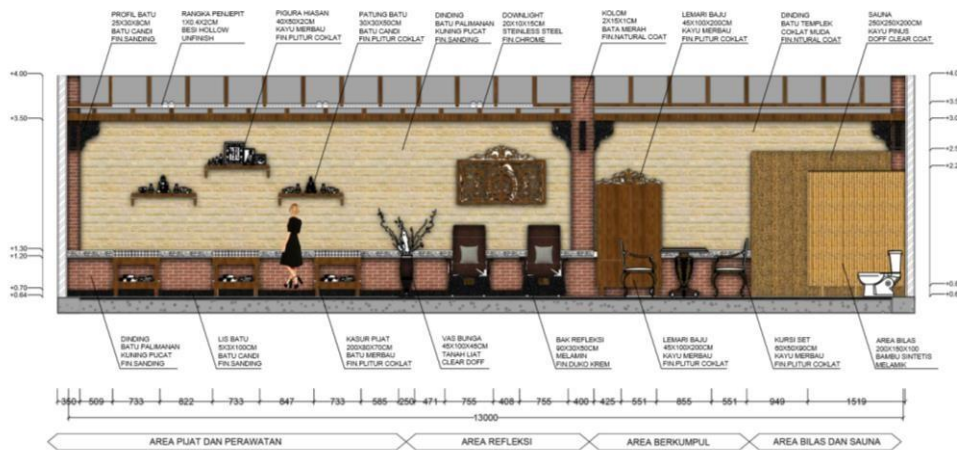 PROFIL BATU
25X30X8CM
BATU CANDI
FIN.SANDING
RANGKA PENJEPIT
1X0.4X2CM
BESI HOLLOW
UNFINISH
PIGURA HIASAN
40X50X2CM
KAYU MERBAU
FIN.PLITUR COKLAT
PATUNG BATU
30X30X50CM
BATU CANDI
FIN.PLITUR COKLAT
DINDING
BATU PALIMANAN
KUNING PUCAT
FIN.SANDING
DOWNLIGHT
20X10X15CM
STEINLESS STEEL
FIN.CHROME
KOLOM
2X15X1CM
BATA MERAH
FIN.NATURAL COAT
LEMARI BAJU
45X100X200CM
KAYU MERBAU
FIN.PLITUR COKLAT
DINDING
BATU TEMPLEK
COKLAT MUDA
FIN.NTURAL COAT
SAUNA
250X250X200CM
KAYU PINUS
DOFF CLEAR COAT
+4.00
+3.50
+1.30
+1.20
+0.70
+0.64
DINDING
BATU PALIMANAN
KUNING PUCAT
FIN.SANDING
LIS BATU
5X3X100CM
BATU CANDI
FIN.SANDING
KASUR PIJAT
200X80X70CM
BATU MERBAU
FIN.PLITUR COKLAT
VAS BUNGA
45X100X45CM
TANAH LIAT
CLEAR DOFF
BAK REFLEKSI
90X30X50CM
MELAMIN
FIN.DUKO KREM
LEMARI BAJU
45X100X200CM
KAYU MERBAU
FIN.PLITUR COKLAT
KURSI SET
60X50X90CM
KAYU MERBAU
FIN.PLITUR COKLAT
AREA BILAS
200X150X100
BAMBU SINTETIS
MELAMIK
350 509 733 822 733 847 733 585 250 471 755 408 755 400 425 551 855 551 949 1519
13000
AREA PIJAT DAN PERAWATAN
AREA REFLEKSI
AREA BERKUMPUL
AREA BILAS DAN SAUNA